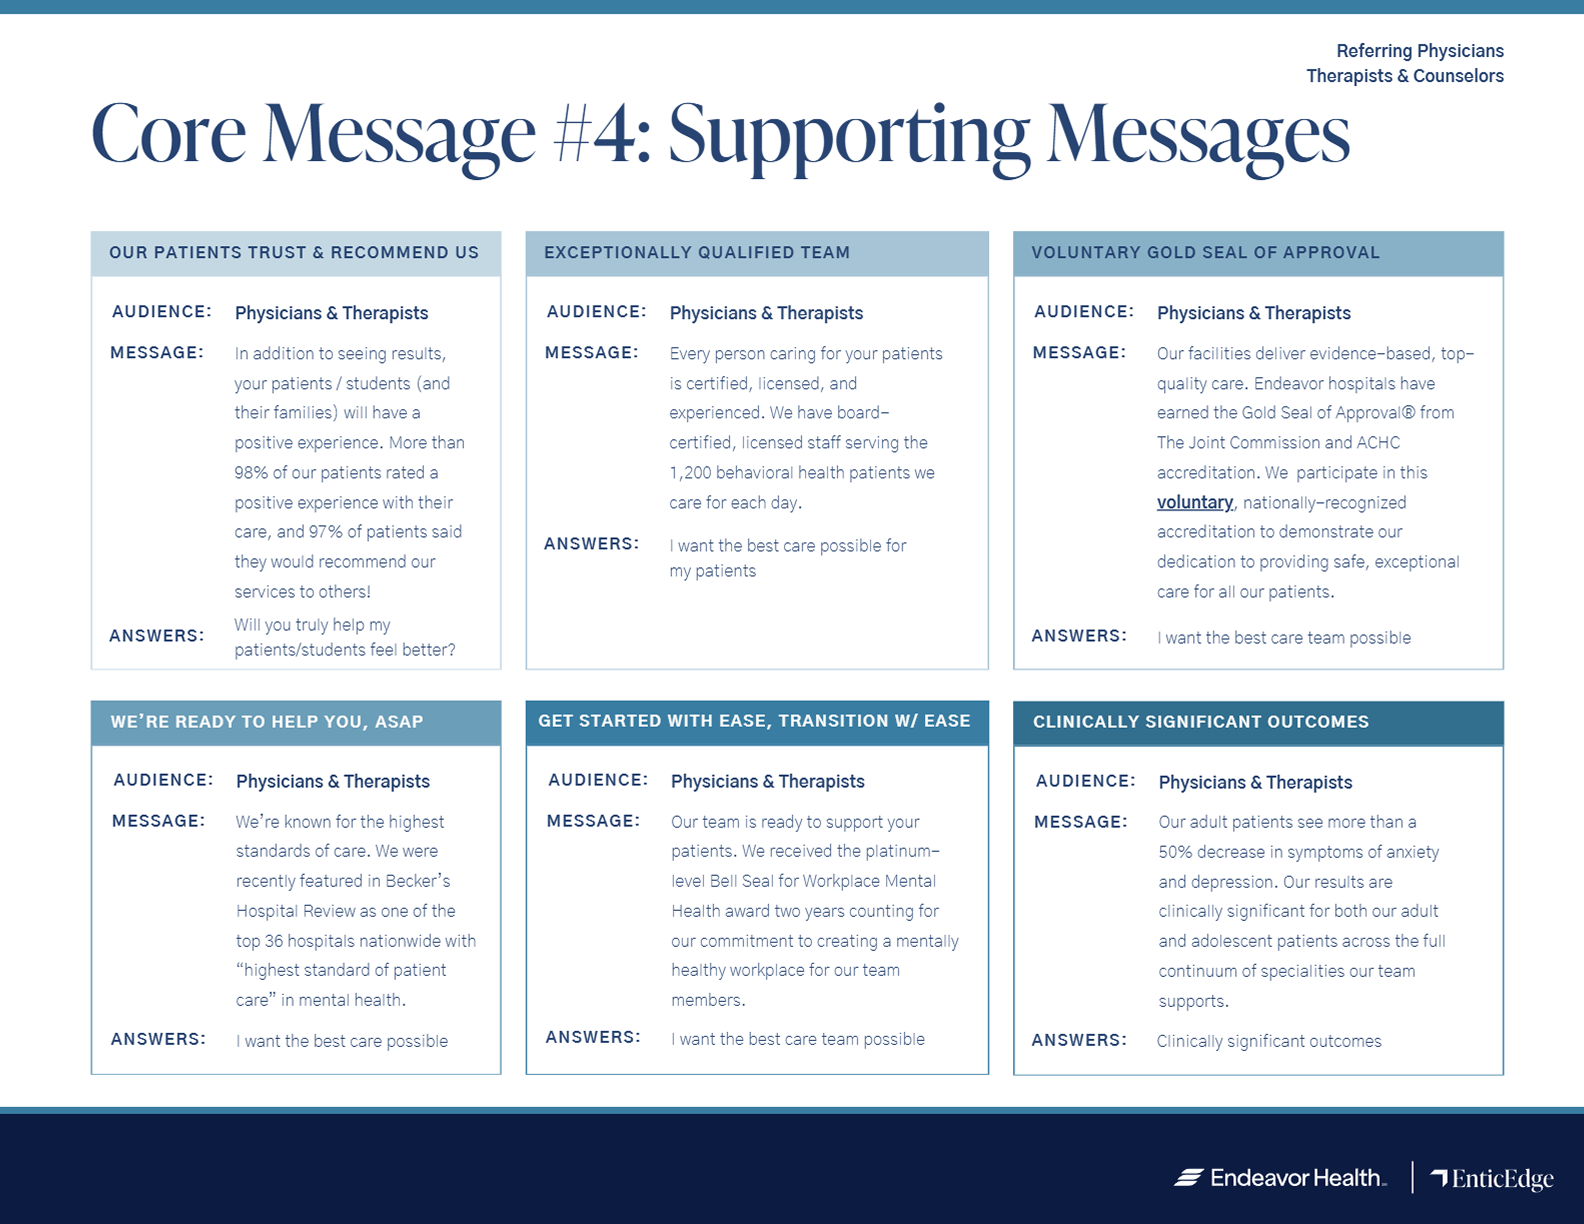 Referring Physicians
Therapists & Counselors
Core Message #4: Supporting Messages
OUR PATIENTS TRUST & RECOMMEND US
AUDIENCE: Physicians & Therapists
MESSAGE: In addition to seeing results,
your patients / students (and
their families) will have a
positive experience. More than
98% of our patients rated a
positive experience with their
care, and 97% of patients said
they would recommend our
services to others!
ANSWERS: Will you truly help my
patients/students feel better?
EXCEPTIONALLY QUALIFIED TEAM
AUDIENCE: Physicians & Therapists
MESSAGE: Every person caring for your patients
is certified, licensed, and
experienced. We have board-
certified, licensed staff serving the
1,200 behavioral health patients we
care for each day.
ANSWERS: I want the best care possible for
my patients
VOLUNTARY GOLD SEAL OF APPROVAL
AUDIENCE: Physicians & Therapists
MESSAGE: Our facilities deliver evidence-based, top-
quality care. Endeavor hospitals have
earned the Gold Seal of Approval® from
The Joint Commission and ACHC
accreditation. We participate in this
voluntary, nationally-recognized
accreditation to demonstrate our
dedication to providing safe, exceptional
care for all our patients.
ANSWERS: I want the best care team possible
WE'RE READY TO HELP YOU, ASAP
AUDIENCE: Physicians & Therapists
MESSAGE: We're known for the highest
standards of care. We were
recently featured in Becker's
Hospital Review as one of the
top 36 hospitals nationwide with
"highest standard of patient
care" in mental health.
ANSWERS: I want the best care possible
GET STARTED WITH EASE, TRANSITION W/ EASE
AUDIENCE: Physicians & Therapists
MESSAGE: Our team is ready to support your
patients. We received the platinum-
level Bell Seal for Workplace Mental
Health award two years counting for
our commitment to creating a mentally
healthy workplace for our team
members.
ANSWERS: I want the best care team possible
CLINICALLY SIGNIFICANT OUTCOMES
AUDIENCE: Physicians & Therapists
MESSAGE: Our adult patients see more than a
50% decrease in symptoms of anxiety
and depression. Our results are
clinically significant for both our adult
and adolescent patients across the full
continuum of specialities our team
supports.
ANSWERS: Clinically significant outcomes
Endeavor Health
EnticEdge